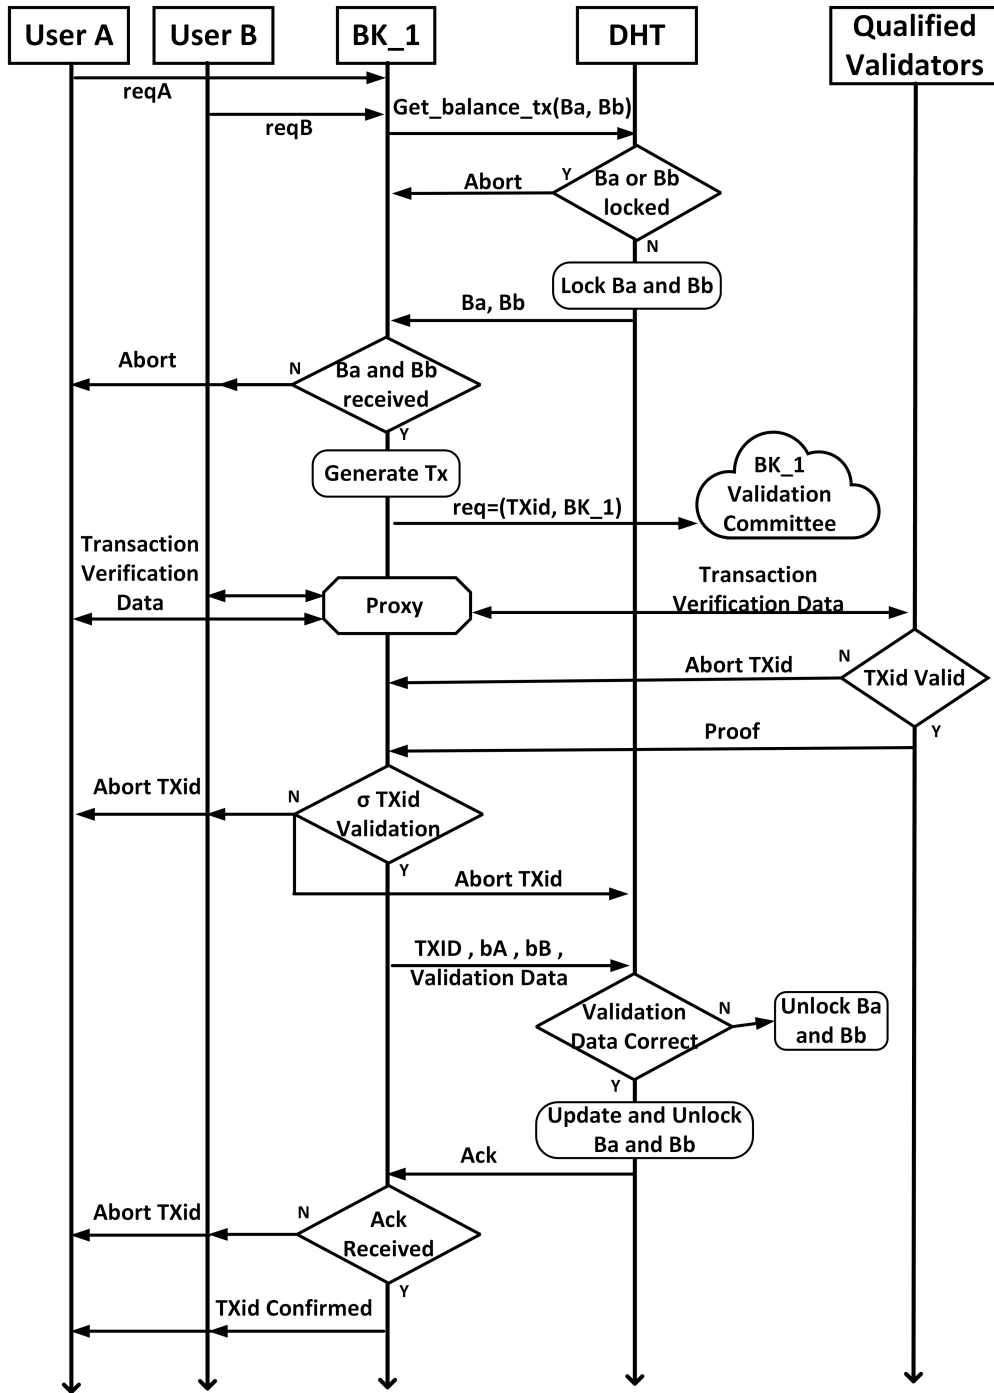 User A
User B
BK_1
DHT
Qualified
Validators
reqA
reqB
Get_balance_tx(Ba, Bb)
Abort
Y
Ba or Bb
locked
N
Lock Ba and Bb
Ba, Bb
Abort
N
Ba and Bb
received
Y
Generate Tx
BK_1
Validation
Committee
req=(TXid, BK_1)
Transaction
Verification
Data
Proxy
Transaction
Verification Data
N
Abort TXid
TXid Valid
Y
Proof
Abort TXid
N
σ TXid
Validation
Y
Abort TXid
TXID , bA , bB ,
Validation Data
Validation
Data Correct
N
Unlock Ba
and Bb
Y
Update and Unlock
Ba and Bb
Ack
Abort TXid
N
Ack
Received
Y
TXid Confirmed